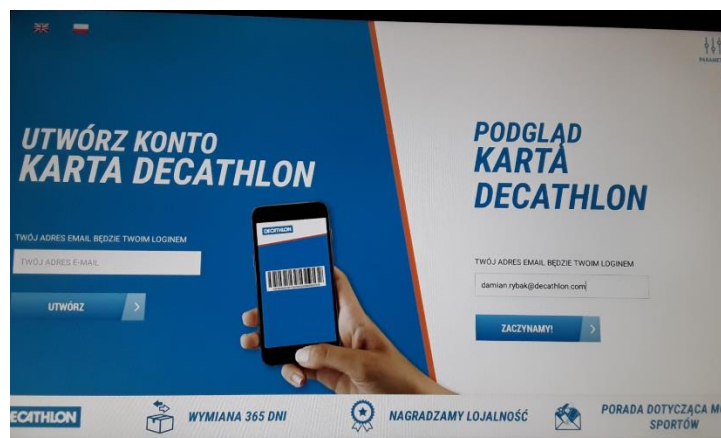 UTWÓRZ KONTO
KARTA DECATHLON
TWÓJ ADRES EMAIL BĘDZIE TWOIM LOGINEM
TWÓJ ADRES E-MAIL
UTWÓRZ
DECATHLON
PODGLĄD
KARTA
DECATHLON
TWÓJ ADRES EMAIL BĘDZIE TWOIM LOGINEM
damian.rybak@decathlon.com
ZACZYNAMY!
ECATHLON
WYMIANA 365 DNI
NAGRADZAMY LOJALNOŚĆ
PORADA DOTYCZĄCA
SPORTÓW